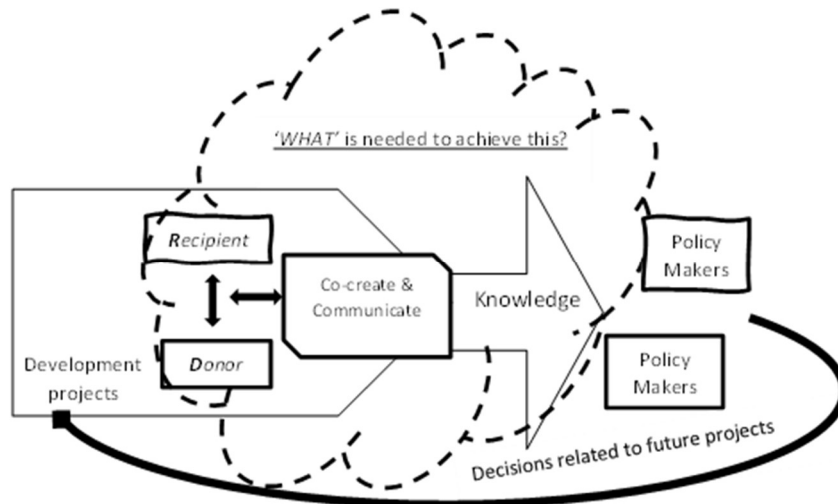 ‘WHAT’ is needed to achieve this?
Recipient
Co-create &
Communicate
Knowledge
Policy
Makers
Donor
Development
projects
Policy
Makers
Decisions related to future projects